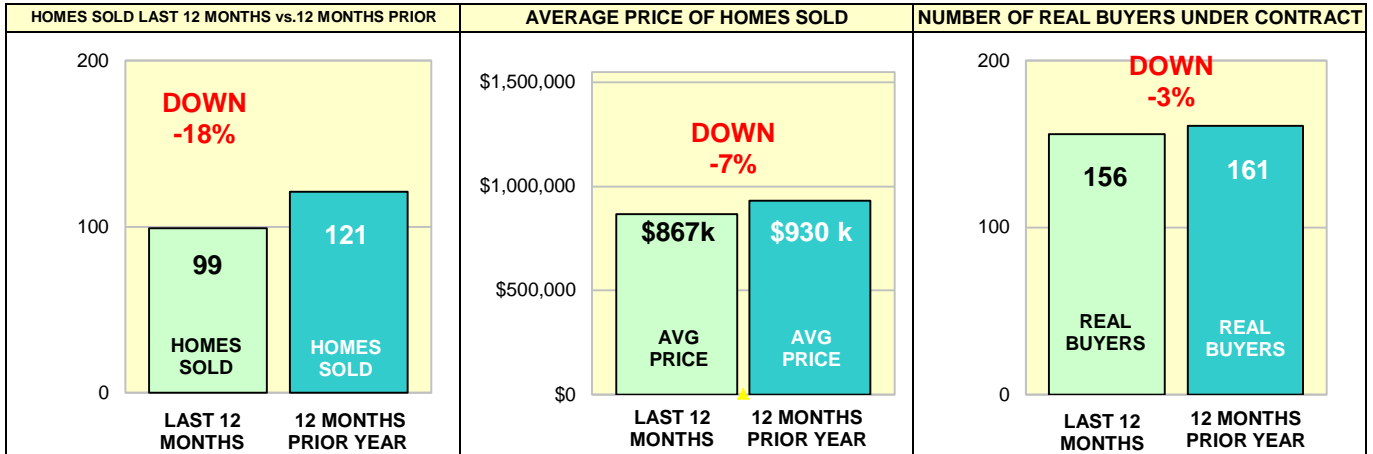 HOMES SOLD LAST 12 MONTHS vs.12 MONTHS PRIOR
200
DOWN
-18%
100
99
121
HOMES
SOLD
HOMES
SOLD
0
LAST 12
MONTHS
12 MONTHS
PRIOR YEAR
AVERAGE PRICE OF HOMES SOLD
$1,500,000
DOWN
-7%
$1,000,000
$867k
$930 k
$500,000
AVG
PRICE
AVG
PRICE
$0
LAST 12
MONTHS
12 MONTHS
PRIOR YEAR
NUMBER OF REAL BUYERS UNDER CONTRACT
200
DOWN
-3%
156
161
100
REAL
BUYERS
REAL
BUYERS
0
LAST 12
MONTHS
12 MONTHS
PRIOR YEAR